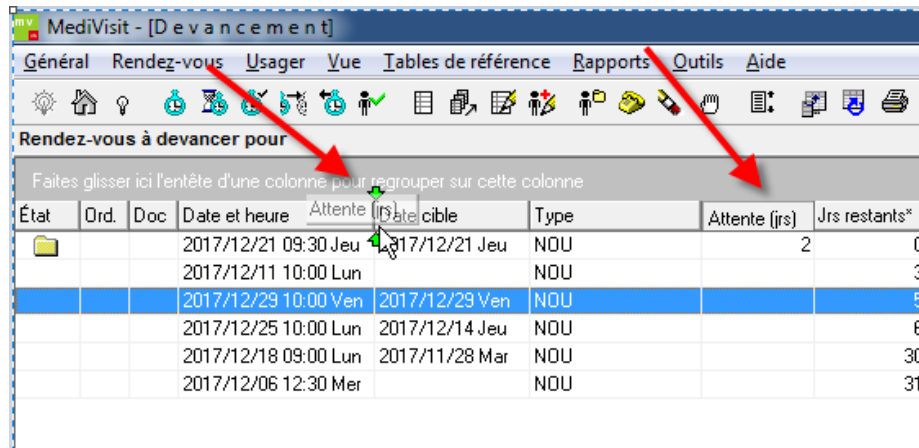 mv MediVisit - [D e v a n c e m e n t]
Général Rendez-vous Usager Vue Tables de référence Rapports Outils Aide
Rendez-vous à devancer pour
Faites glisser ici l'entête d'une colonne pour regrouper sur cette colonne
État Ord. Doc Date et heure Attente (jrs) Date cible Type Attente (jrs) Jrs restants*
2017/12/21 09:30 Jeu 2017/12/21 Jeu NOU 2 0
2017/12/11 10:00 Lun NOU 3
2017/12/29 10:00 Ven 2017/12/29 Ven NOU 5
2017/12/25 10:00 Lun 2017/12/14 Jeu NOU 6
2017/12/18 09:00 Lun 2017/11/28 Mar NOU 30
2017/12/06 12:30 Mer NOU 31